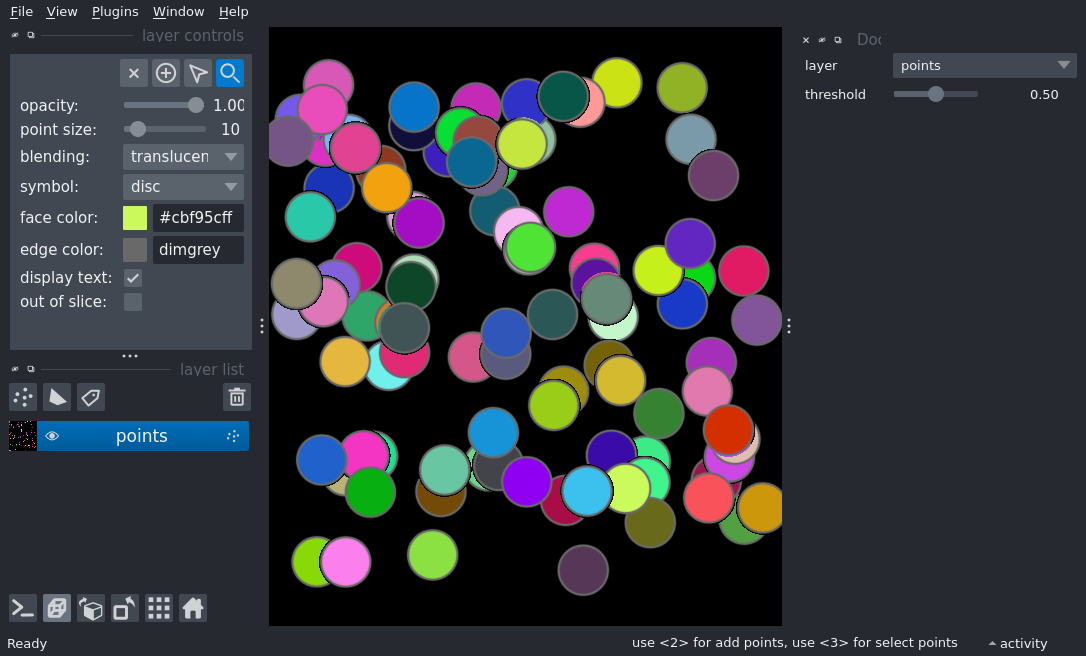 File View Plugins Window Help
layer controls
opacity: 1.00
point size: 10
blending: translucen
symbol: disc
face color: #cbf95cff
edge color: dimgrey
display text:
out of slice:
layer list
points
Doc
layer points
threshold 0.50
Ready
use <2> for add points, use <3> for select points
activity